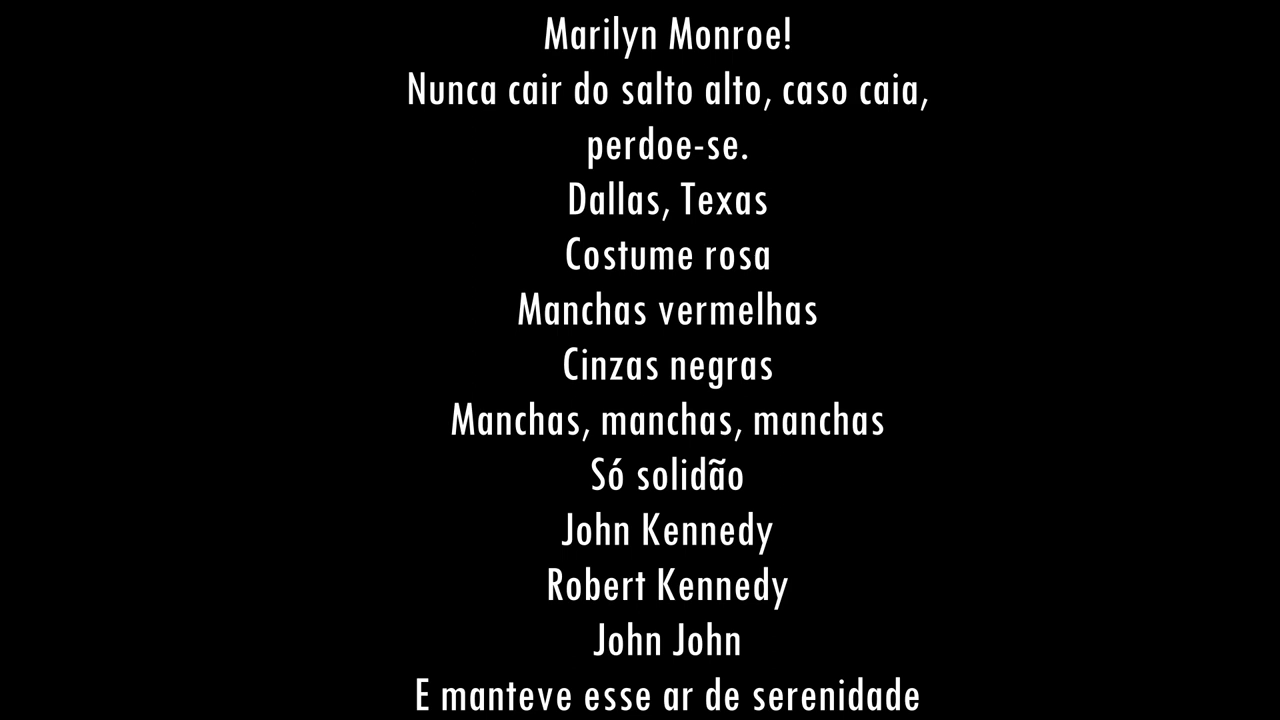 Marilyn Monroe!
Nunca cair do salto alto, caso caia,
perdoe-se.
Dallas, Texas
Costume rosa
Manchas vermelhas
Cinzas negras
Manchas, manchas, manchas
Só solidão
John Kennedy
Robert Kennedy
John John
E manteve esse ar de serenidade